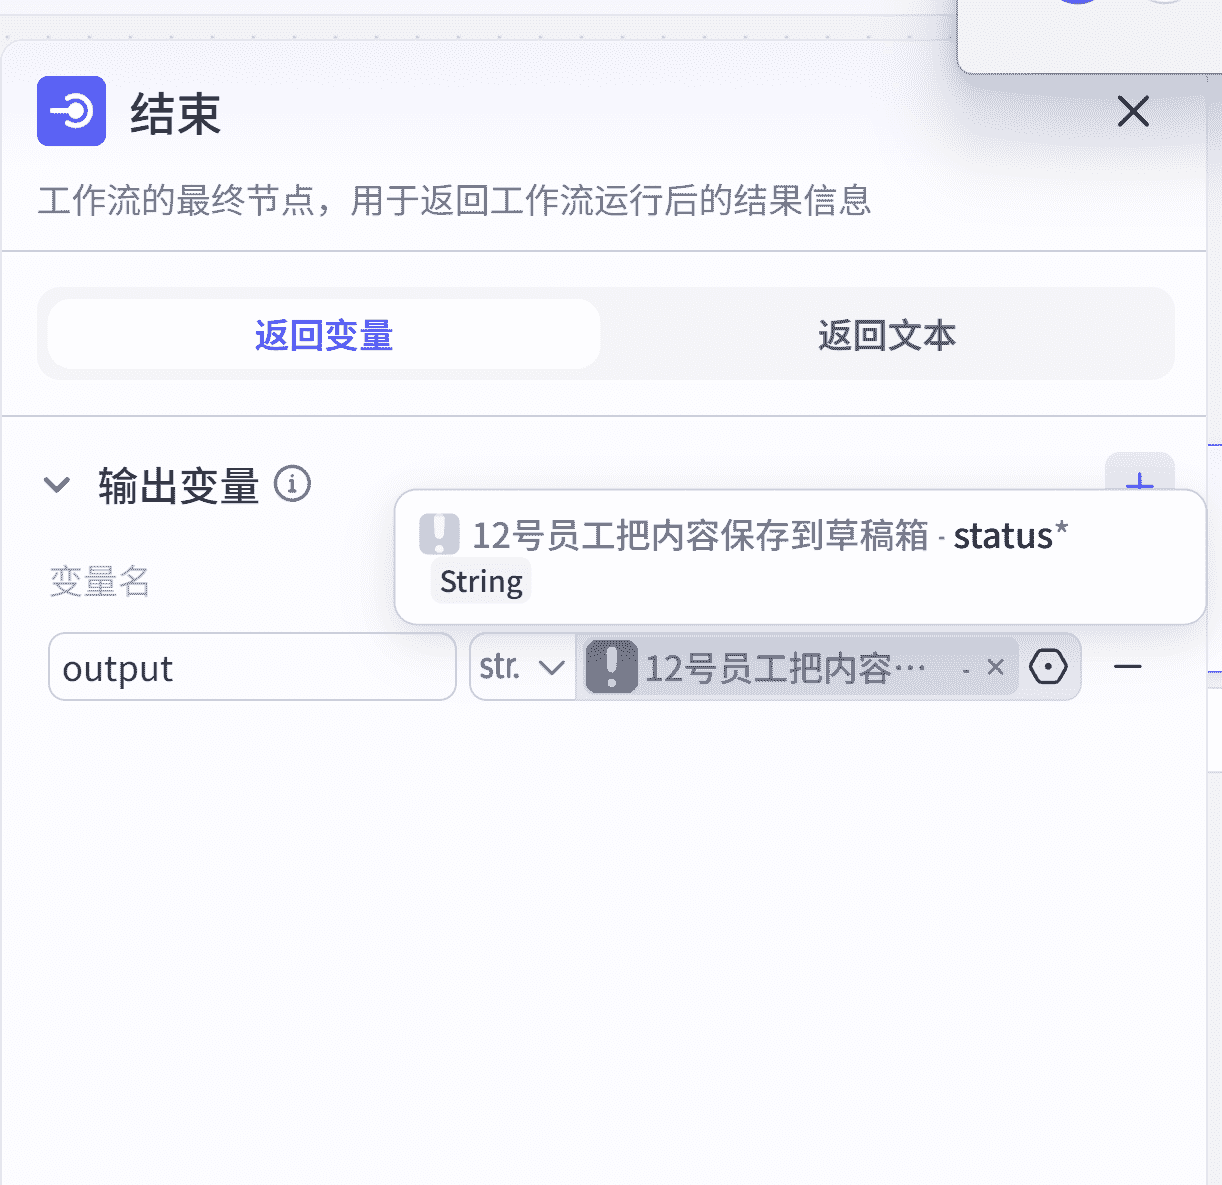 结束
工作流的最终节点，用于返回工作流运行后的结果信息
返回变量
返回文本
输出变量
12号员工把内容保存到草稿箱 - status*
String
变量名
output
str.
12号员工把内容… -